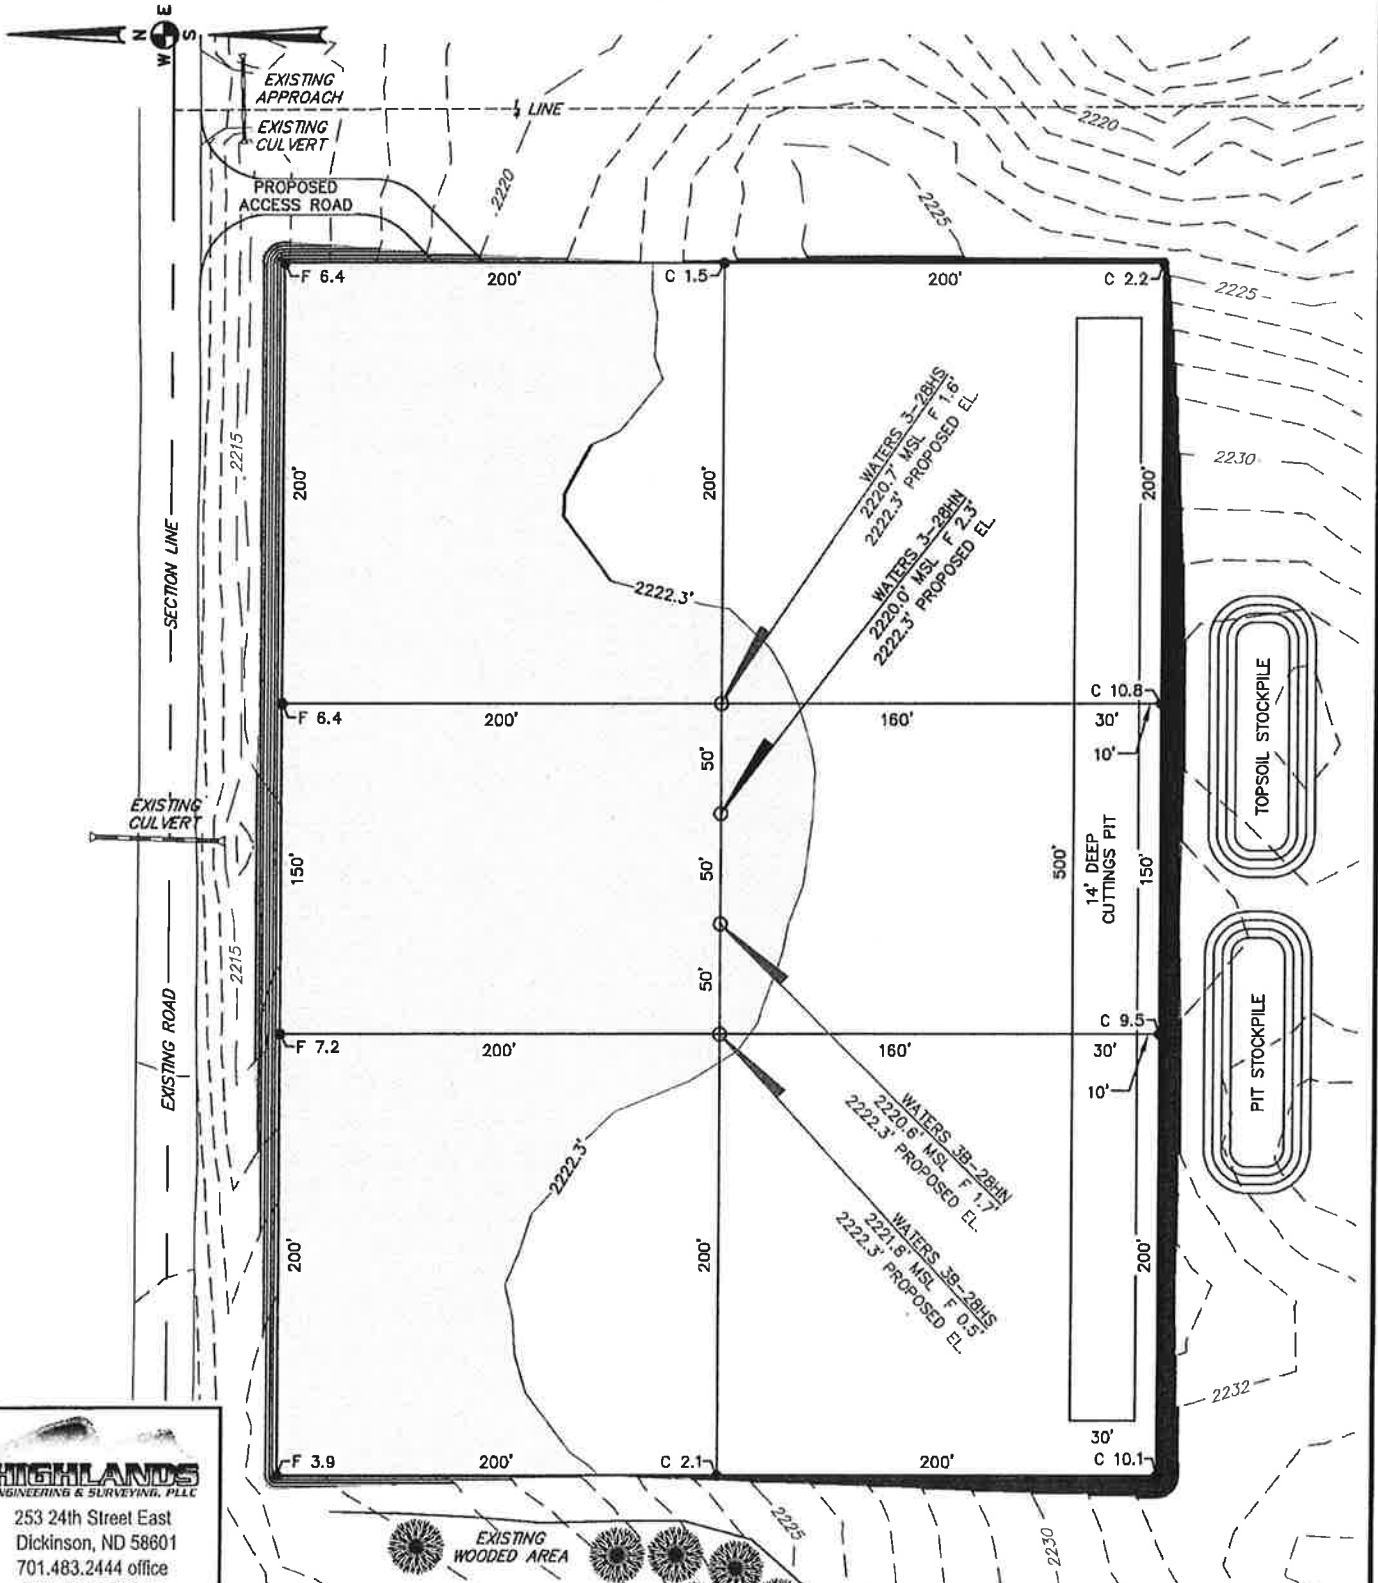 N
E
S
W
EXISTING
APPROACH
LINE
EXISTING
CULVERT
PROPOSED
ACCESS ROAD
2220
2220
2225
F 6.4
200'
C 1.5
200'
C 2.2
2225
2215
200'
200'
200'
2230
WATERS 3-28HS
2220.7' MSL F 1.6'
2222.3' PROPOSED EL.
WATERS 3-28HN
2220.0' MSL F 2.3'
2222.3' PROPOSED EL.
SECTION LINE
2222.3'
F 6.4
200'
160'
C 10.8
30'
10'
50'
TOPSOIL STOCKPILE
EXISTING
CULVERT
150'
50'
500'
14' DEEP
CUTTINGS PIT
150'
2215
50'
EXISTING ROAD
F 7.2
200'
160'
C 9.5
30'
10'
PIT STOCKPILE
WATERS 3B-28HN
2220.6' MSL F 1.7'
2222.3' PROPOSED EL.
WATERS 3B-28HS
2221.8' MSL F 0.5'
2222.3' PROPOSED EL.
2222.3'
200'
200'
200'
2232
30'
F 3.9
200'
C 2.1
200'
C 10.1
HIGHLANDS
ENGINEERING & SURVEYING, PLLC
253 24th Street East
Dickinson, ND 58601
701.483.2444 office
EXISTING
WOODED AREA
2225
2230